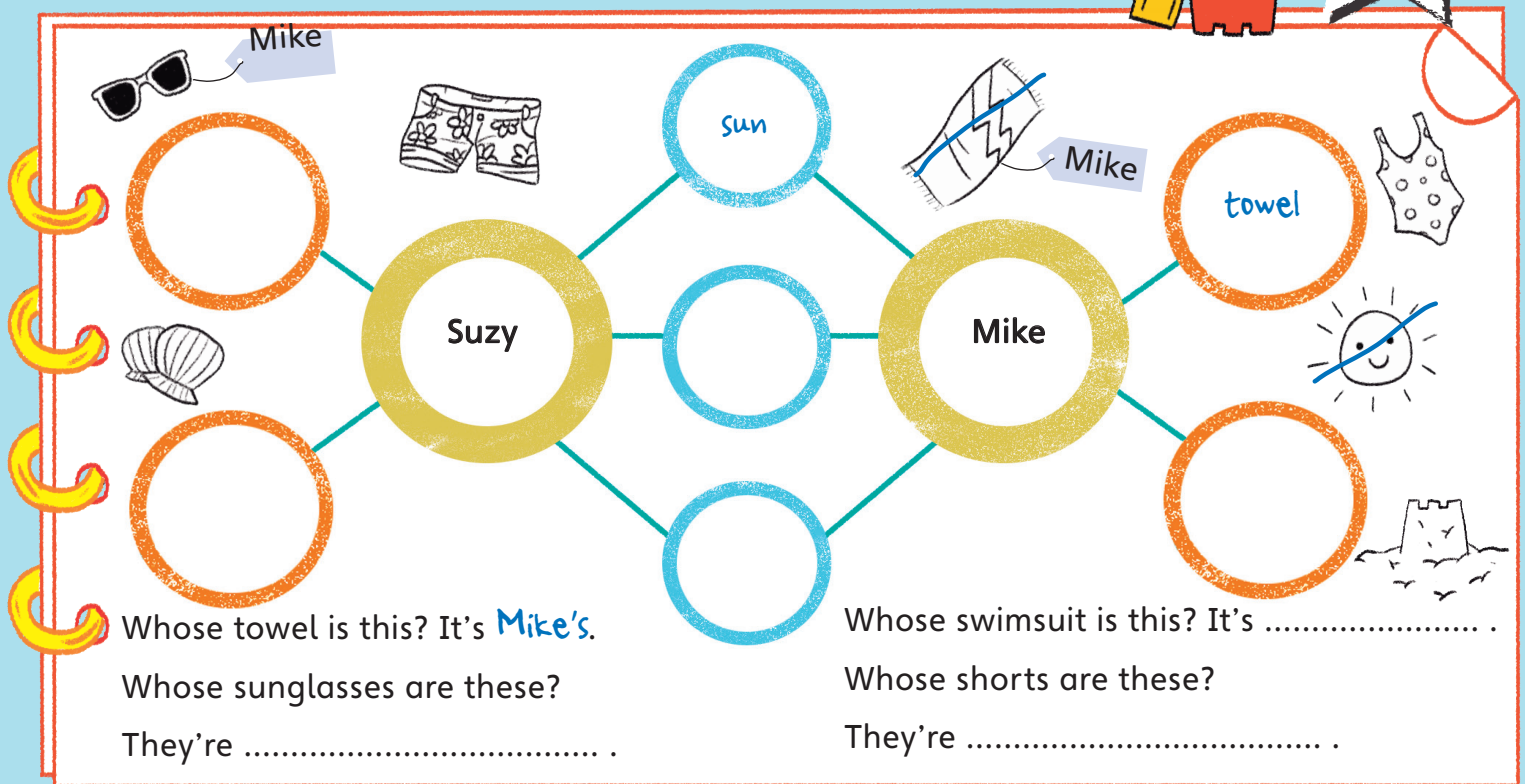 Mike
sun
Mike
towel
Suzy
Mike
Whose towel is this? It's Mike's.
Whose sunglasses are these?
They're .................................... .
Whose swimsuit is this? It's ...................... .
Whose shorts are these?
They're .................................... .